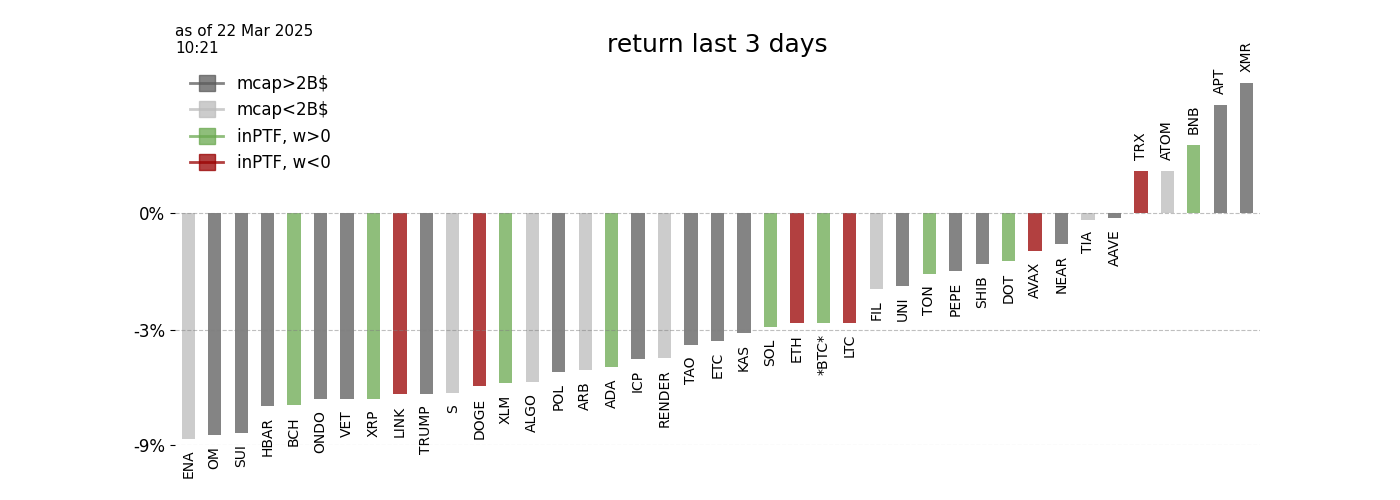 as of 22 Mar 2025
10:21
return last 3 days
mcap>2B$
mcap<2B$
inPTF, w>0
inPTF, w<0
0%
-3%
-9%
ENA
OM
SUI
HBAR
BCH
ONDO
VET
XRP
LINK
TRUMP
S
DOGE
XLM
ALGO
POL
ARB
ADA
ICP
RENDER
TAO
ETC
KAS
SOL
ETH
*BTC*
LTC
FIL
UNI
TON
PEPE
SHIB
DOT
AVAX
NEAR
TIA
AAVE
TRX
ATOM
BNB
APT
XMR